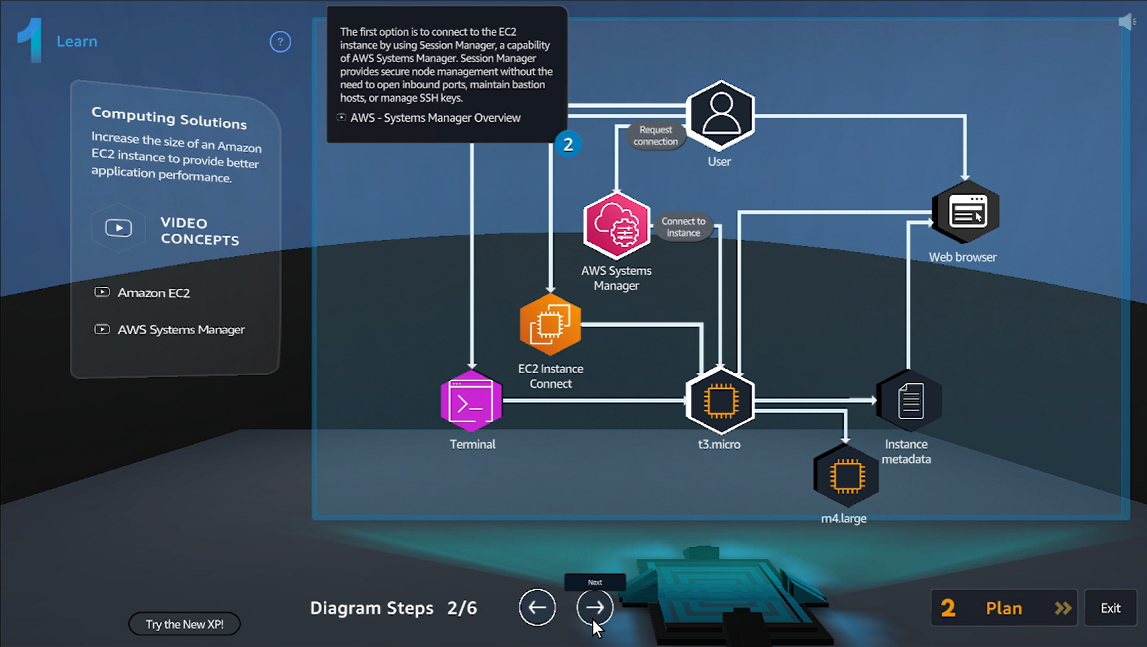 1
Learn
?
Computing Solutions
Increase the size of an Amazon
EC2 instance to provide better
application performance.
VIDEO
CONCEPTS
Amazon EC2
AWS Systems Manager
The first option is to connect to the EC2
instance by using Session Manager, a capability
of AWS Systems Manager. Session Manager
provides secure node management without the
need to open inbound ports, maintain bastion
hosts, or manage SSH keys.
AWS - Systems Manager Overview
2
Request
connection
User
Connect to
instance
AWS Systems
Manager
Web browser
EC2 Instance
Connect
Terminal
t3.micro
Instance
metadata
m4.large
Next
Diagram Steps 2/6
Try the New XP!
2 Plan
Exit